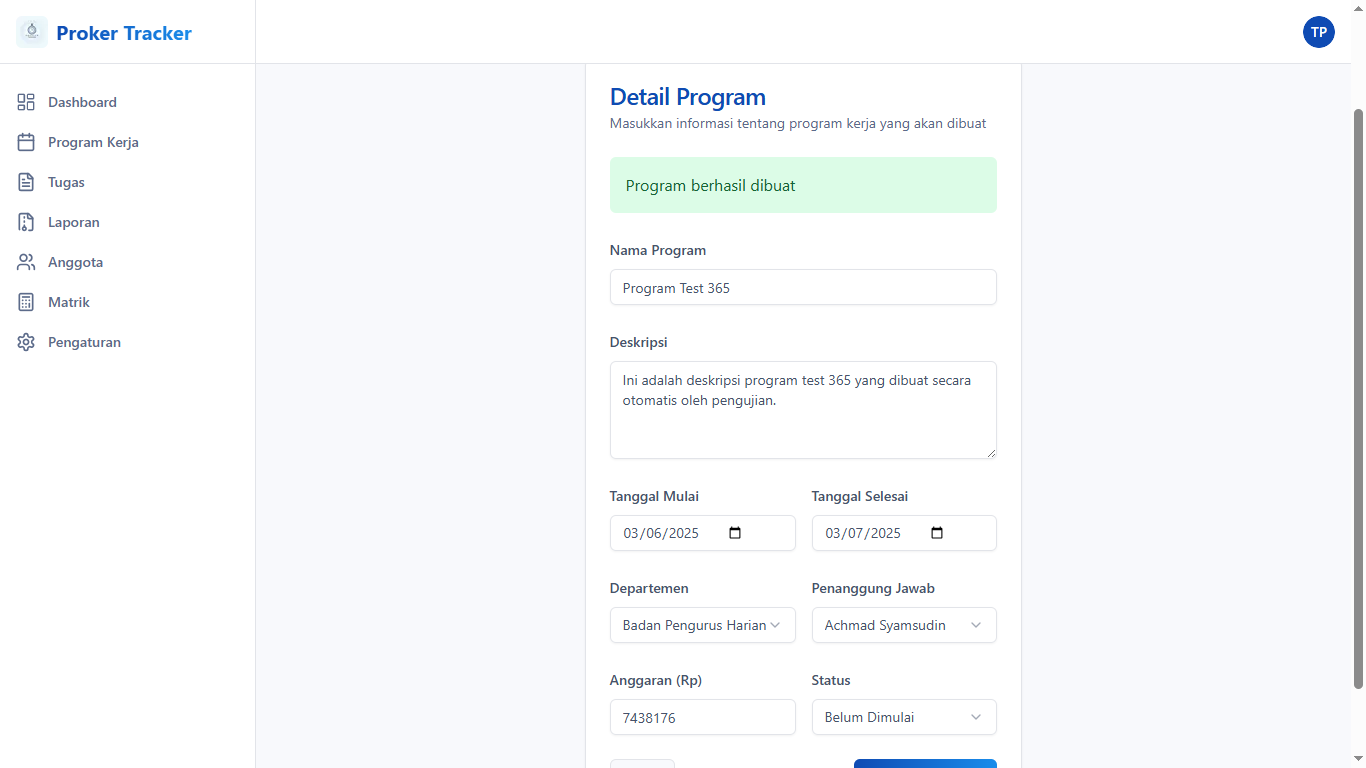 Proker Tracker
TP
Dashboard
Program Kerja
Tugas
Laporan
Anggota
Matrik
Pengaturan
Detail Program
Masukkan informasi tentang program kerja yang akan dibuat
Program berhasil dibuat
Nama Program
Program Test 365
Deskripsi
Ini adalah deskripsi program test 365 yang dibuat secara
otomatis oleh pengujian.
Tanggal Mulai
Tanggal Selesai
03/06/2025
03/07/2025
Departemen
Penanggung Jawab
Badan Pengurus Harian
Achmad Syamsudin
Anggaran (Rp)
Status
7438176
Belum Dimulai